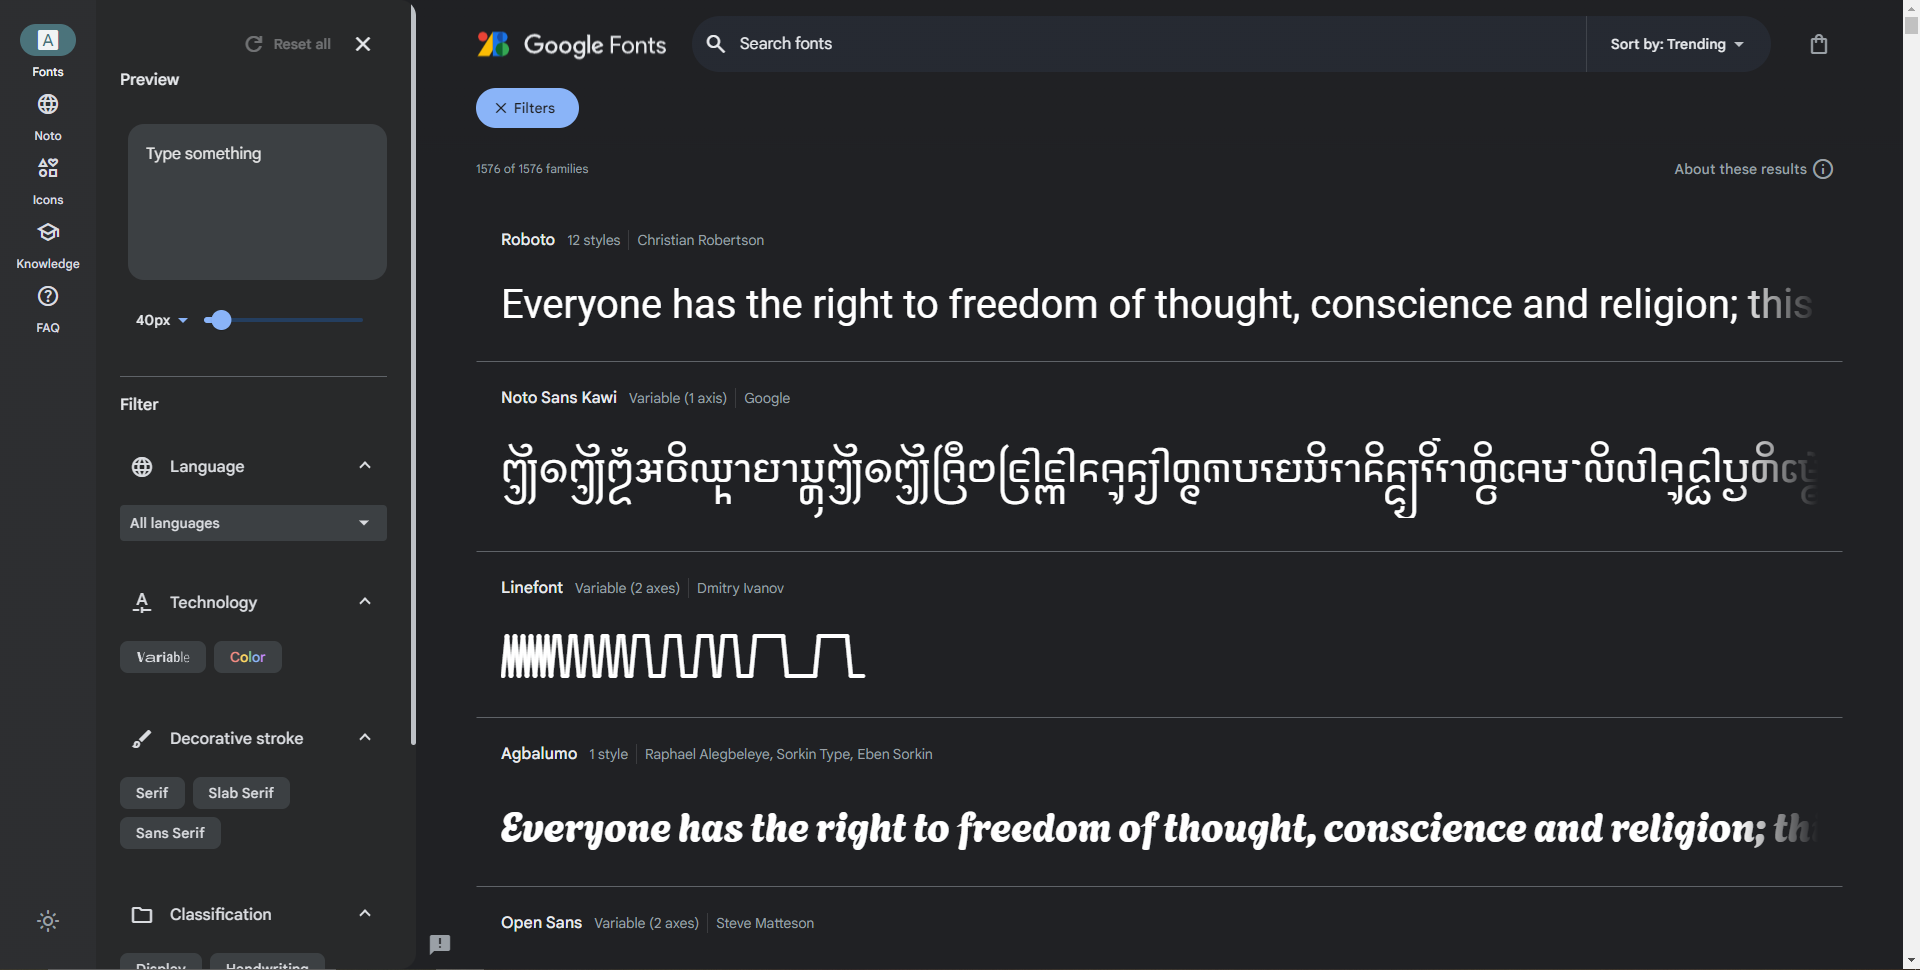 A
Fonts
Noto
Icons
Knowledge
FAQ
Reset all
Preview
Type something
40px
Filter
Language
All languages
Technology
Variable
Color
Decorative stroke
Serif
Slab Serif
Sans Serif
Classification
Display
Handwriting
Google Fonts
Search fonts
Sort by: Trending
Filters
1576 of 1576 families
About these results
Roboto 12 styles Christian Robertson
Everyone has the right to freedom of thought, conscience and religion; this
Noto Sans Kawi Variable (1 axis) Google
Linefont Variable (2 axes) Dmitry Ivanov
Agbalumo 1 style Raphael Alegbeleye, Sorkin Type, Eben Sorkin
Everyone has the right to freedom of thought, conscience and religion;
Open Sans Variable (2 axes) Steve Matteson